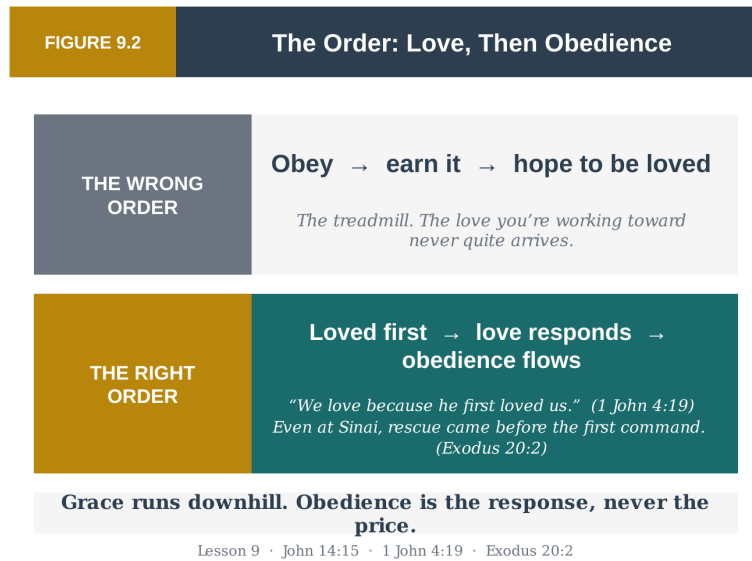 FIGURE 9.2
The Order: Love, Then Obedience
THE WRONG
ORDER
Obey → earn it → hope to be loved
The treadmill. The love you’re working toward
never quite arrives.
THE RIGHT
ORDER
Loved first → love responds →
obedience flows
“We love because he first loved us.” (1 John 4:19)
Even at Sinai, rescue came before the first command.
(Exodus 20:2)
Grace runs downhill. Obedience is the response, never the
price.
Lesson 9 · John 14:15 · 1 John 4:19 · Exodus 20:2